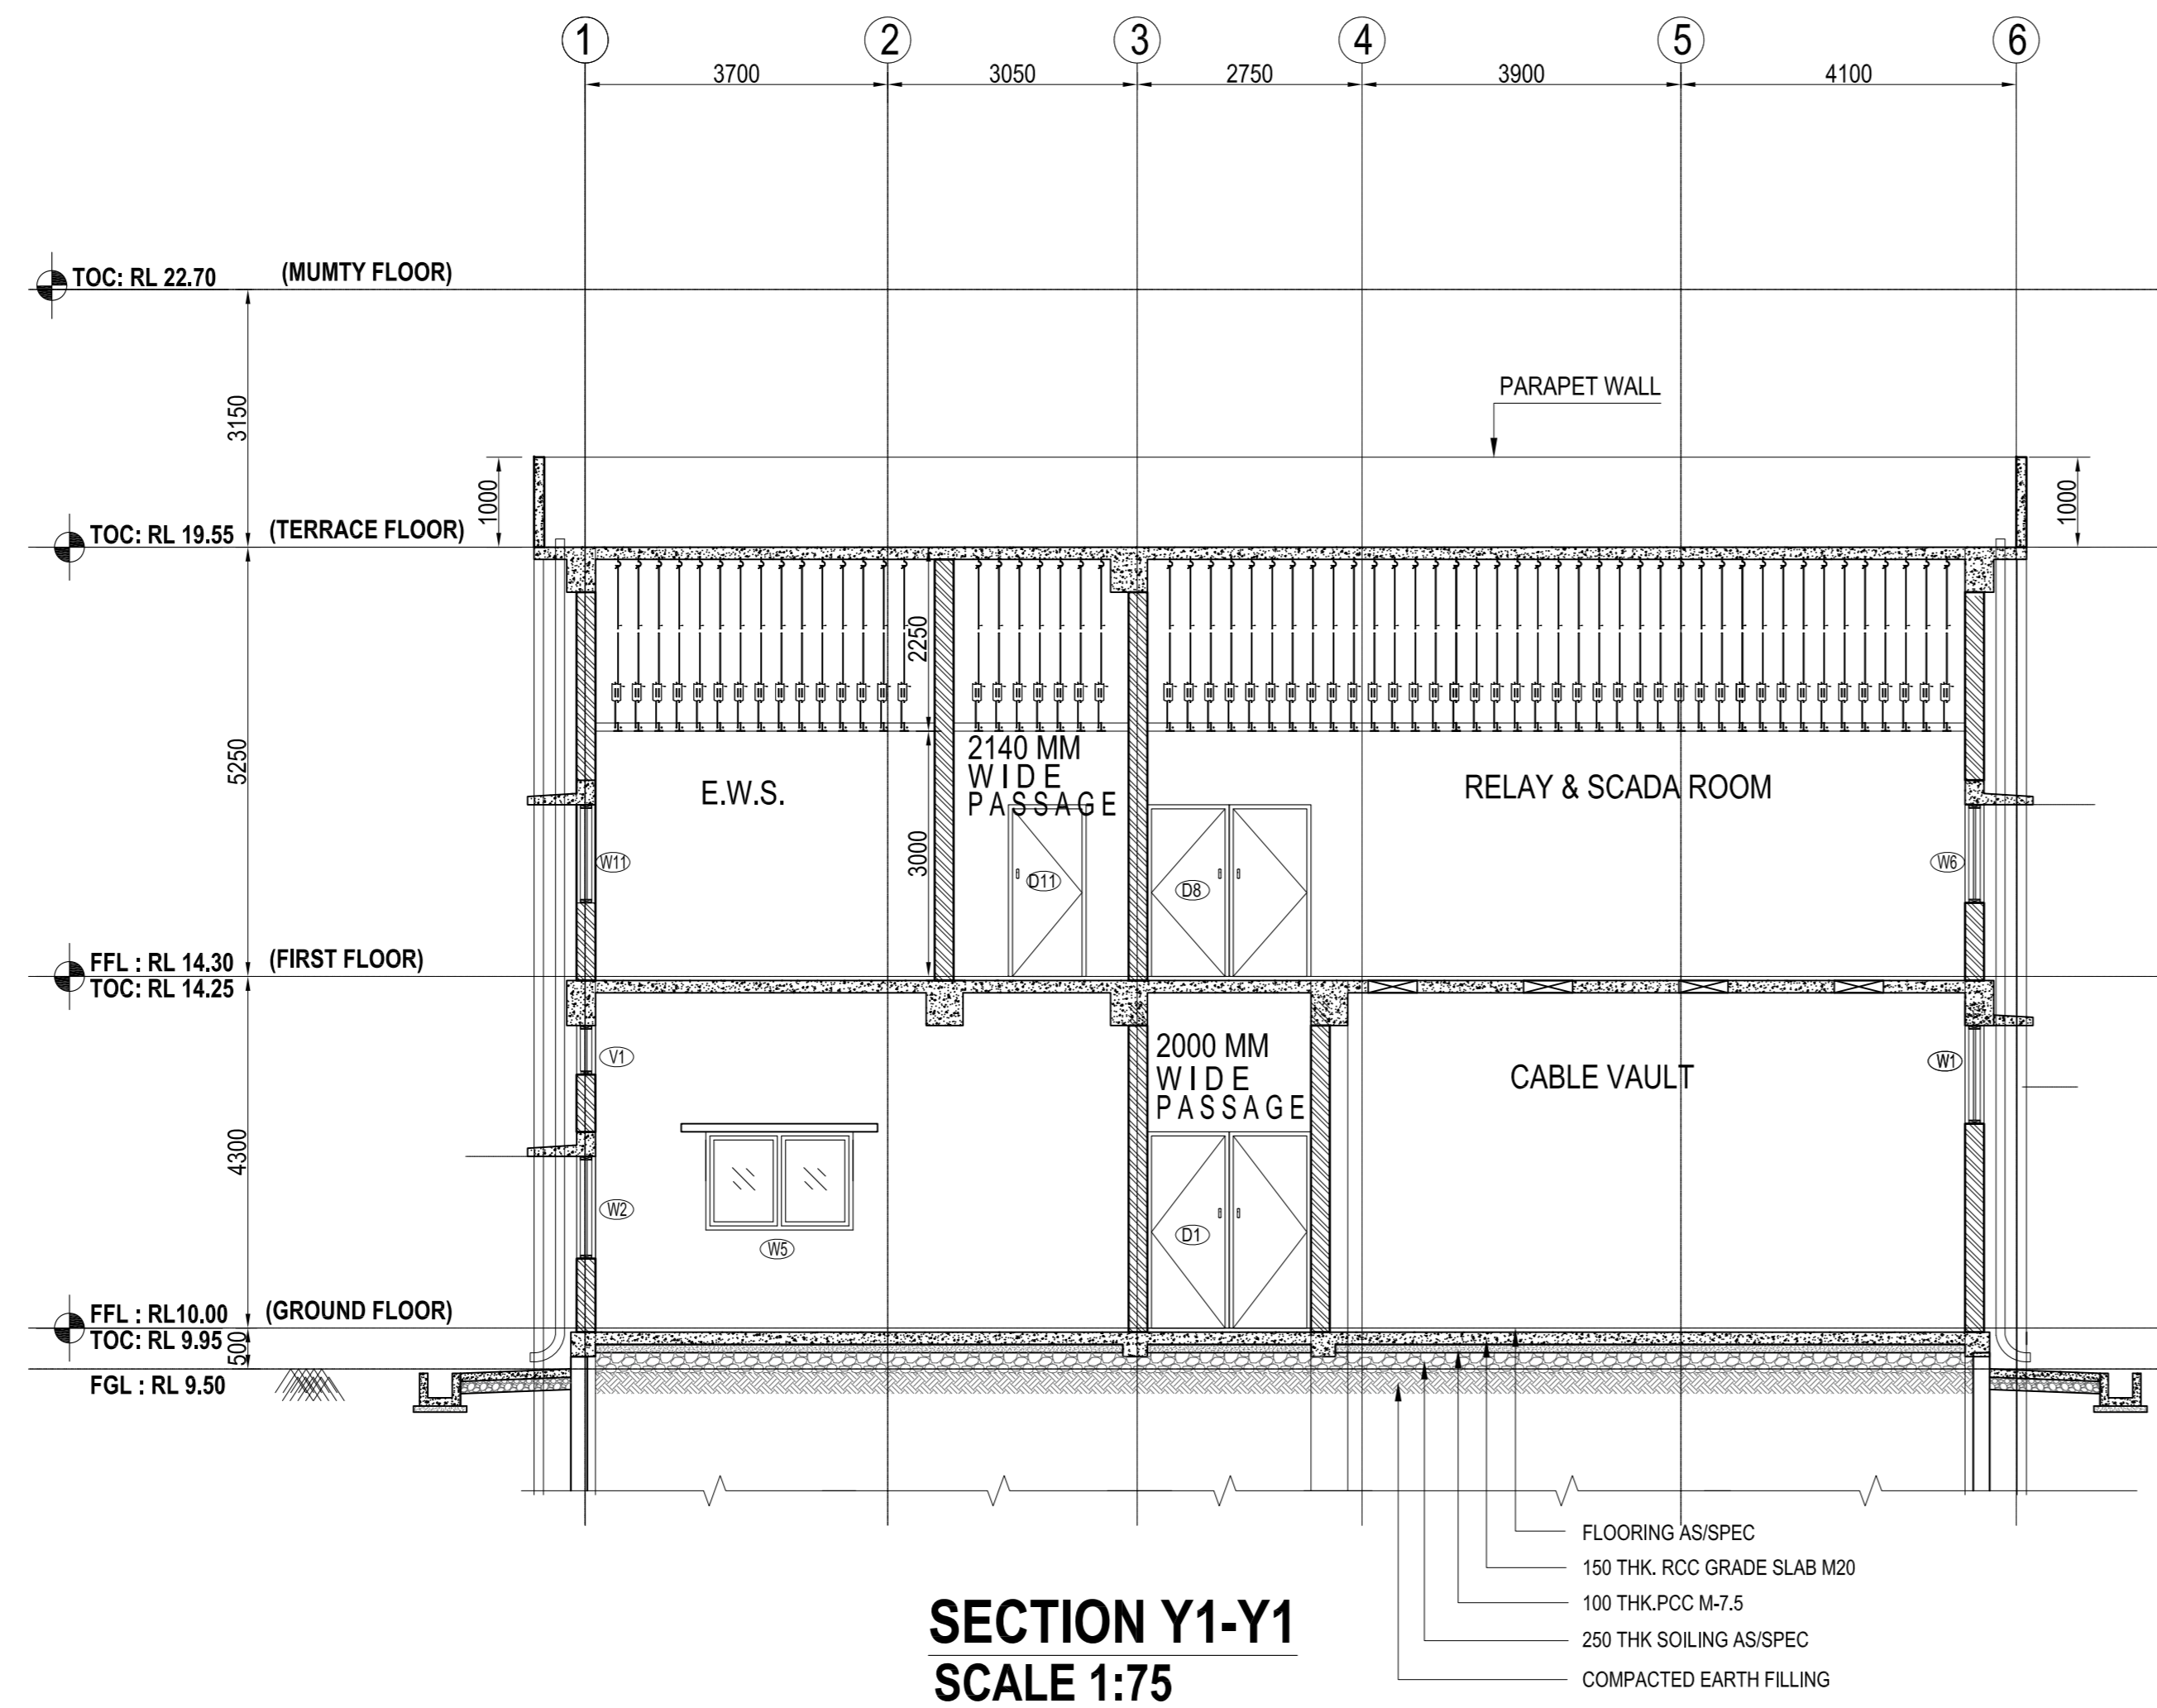 1 2 3 4 5 6
3700 3050 2750 3900 4100
TOC: RL 22.70 (MUMTY FLOOR)
3150
PARAPET WALL
1000 1000
TOC: RL 19.55 (TERRACE FLOOR)
2250
5250
2140 MM
WIDE
PASSAGE
E.W.S.
RELAY & SCADA ROOM
3000
W11 D11 D8 W6
FFL : RL 14.30 (FIRST FLOOR)
TOC: RL 14.25
2000 MM
WIDE
PASSAGE
V1 CABLE VAULT W1
4300
W2 W5 D1
FFL : RL10.00 (GROUND FLOOR)
TOC: RL 9.95
500
FGL : RL 9.50
FLOORING AS/SPEC
150 THK. RCC GRADE SLAB M20
100 THK.PCC M-7.5
250 THK SOILING AS/SPEC
COMPACTED EARTH FILLING
SECTION Y1-Y1
SCALE 1:75